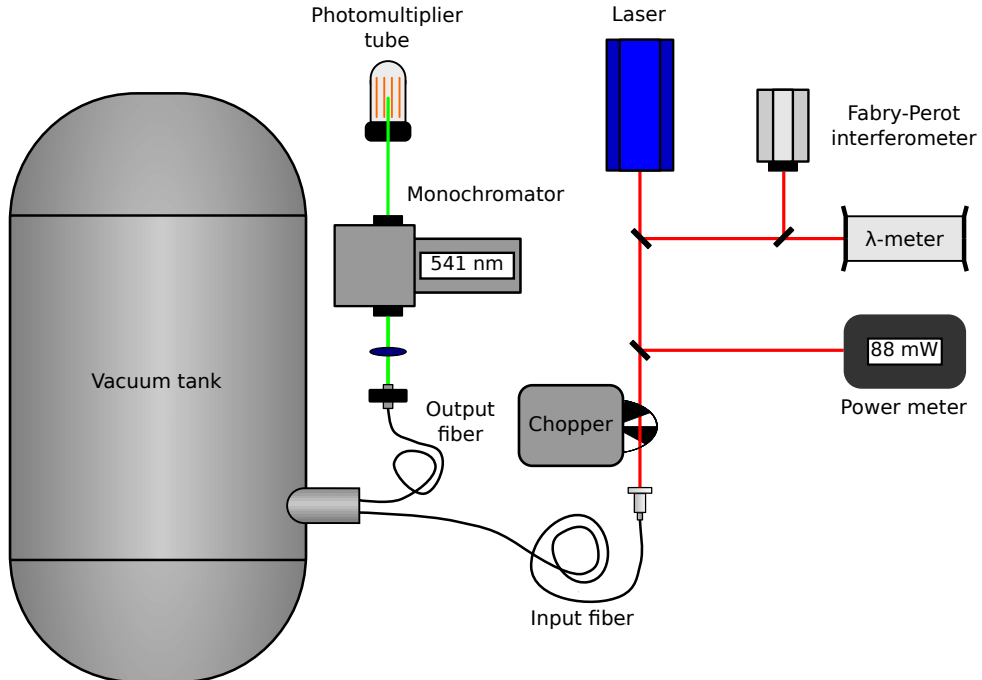 Photomultiplier
tube
Laser
Fabry-Perot
interferometer
Monochromator
λ-meter
541 nm
88 mW
Vacuum tank
Power meter
Output
fiber
Chopper
Input fiber